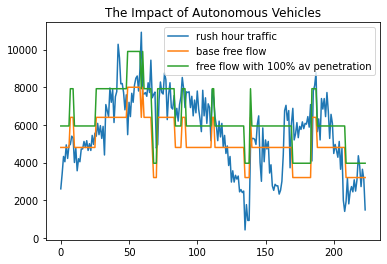 The Impact of Autonomous Vehicles
rush hour traffic
base free flow
free flow with 100% av penetration
10000
8000
6000
4000
2000
0
0
50
100
150
200